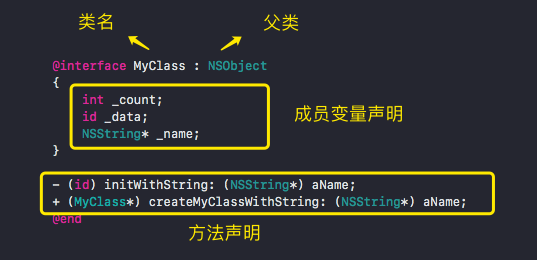 类名 父类
@interface MyClass : NSObject
{
int _count;
id _data;
NSString* _name;
成员变量声明
}
- (id) initWithString: (NSString*) aName;
+ (MyClass*) createMyClassWithString: (NSString*) aName;
@end
方法声明